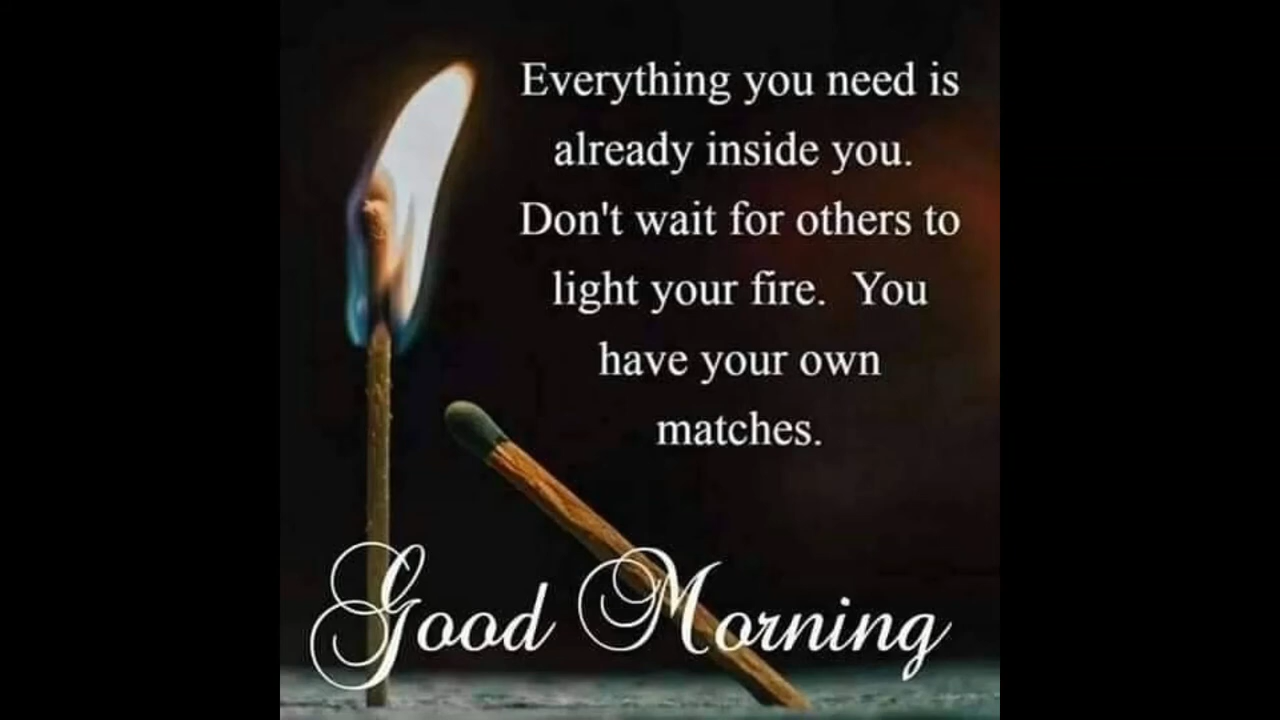 Everything you need is
already inside you.
Don't wait for others to
light your fire.  You
have your own
matches.
Good Morning